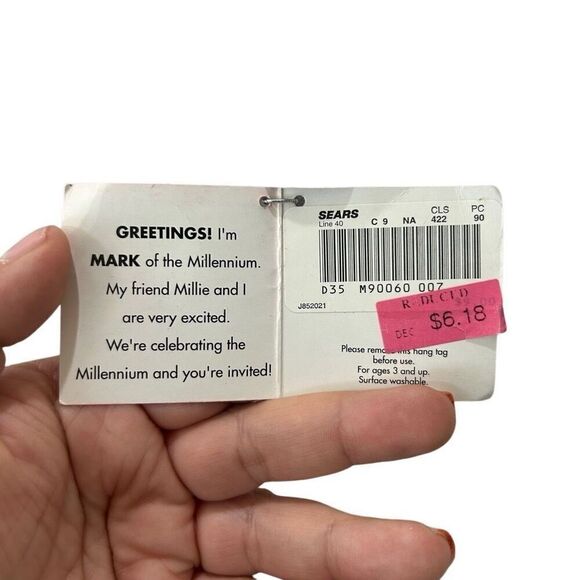 GREETINGS! I'm
MARK of the Millennium.
My friend Millie and I
are very excited.
We're celebrating the
Millennium and you're invited!
SEARS
Line 40
C 9 NA
CLS
422
PC
90
D35 M90060 007
J852021
REDUCED
DEC $6.18
Please remove this hang tag
before use.
For ages 3 and up.
Surface washable.